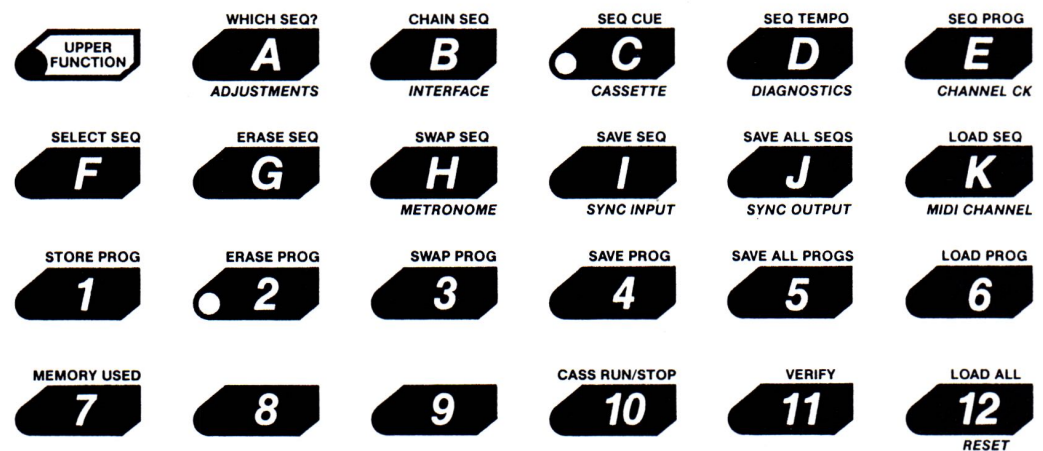 WHICH SEQ? CHAIN SEQ SEQ CUE SEQ TEMPO SEQ PROG
UPPER FUNCTION A B C D E
ADJUSTMENTS INTERFACE CASSETTE DIAGNOSTICS CHANNEL CK
SELECT SEQ ERASE SEQ SWAP SEQ SAVE SEQ SAVE ALL SEQS LOAD SEQ
F G H I J K
METRONOME SYNC INPUT SYNC OUTPUT MIDI CHANNEL
STORE PROG ERASE PROG SWAP PROG SAVE PROG SAVE ALL PROGS LOAD PROG
1 2 3 4 5 6
MEMORY USED CASS RUN/STOP VERIFY LOAD ALL
7 8 9 10 11 12
RESET